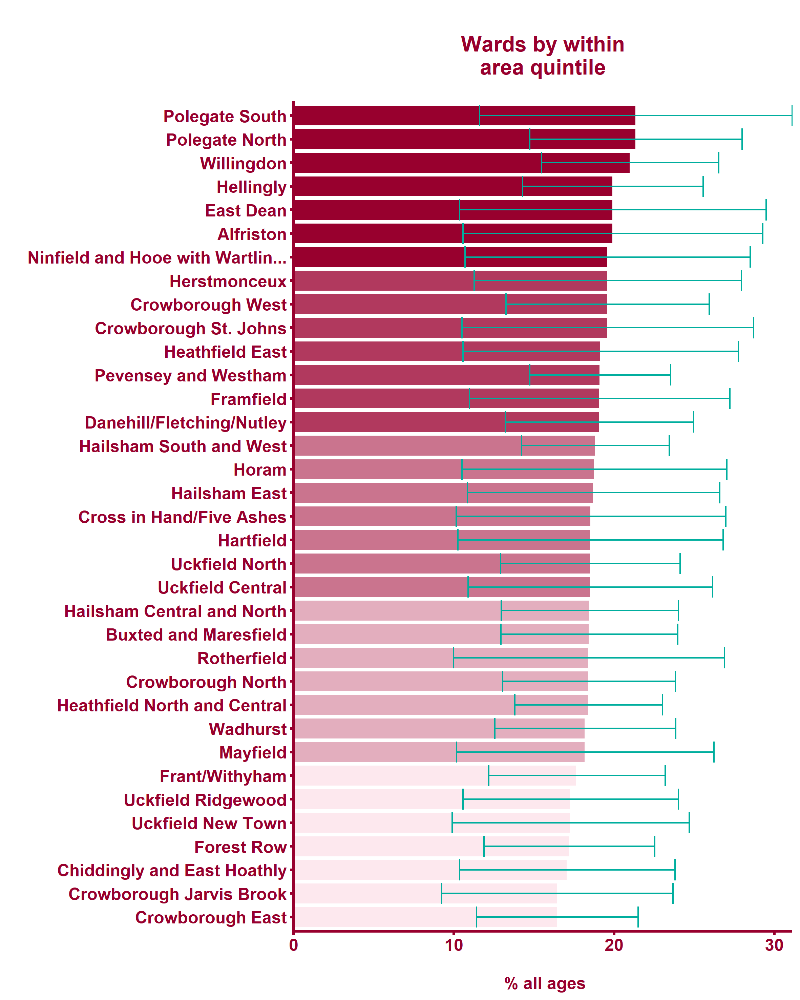 Wards by within
area quintile
Polegate South
Polegate North
Willingdon
Hellingly
East Dean
Alfriston
Ninfield and Hooe with Wartlin...
Herstmonceux
Crowborough West
Crowborough St. Johns
Heathfield East
Pevensey and Westham
Framfield
Danehill/Fletching/Nutley
Hailsham South and West
Horam
Hailsham East
Cross in Hand/Five Ashes
Hartfield
Uckfield North
Uckfield Central
Hailsham Central and North
Buxted and Maresfield
Rotherfield
Crowborough North
Heathfield North and Central
Wadhurst
Mayfield
Frant/Withyham
Uckfield Ridgewood
Uckfield New Town
Forest Row
Chiddingly and East Hoathly
Crowborough Jarvis Brook
Crowborough East
0 10 20 30
% all ages